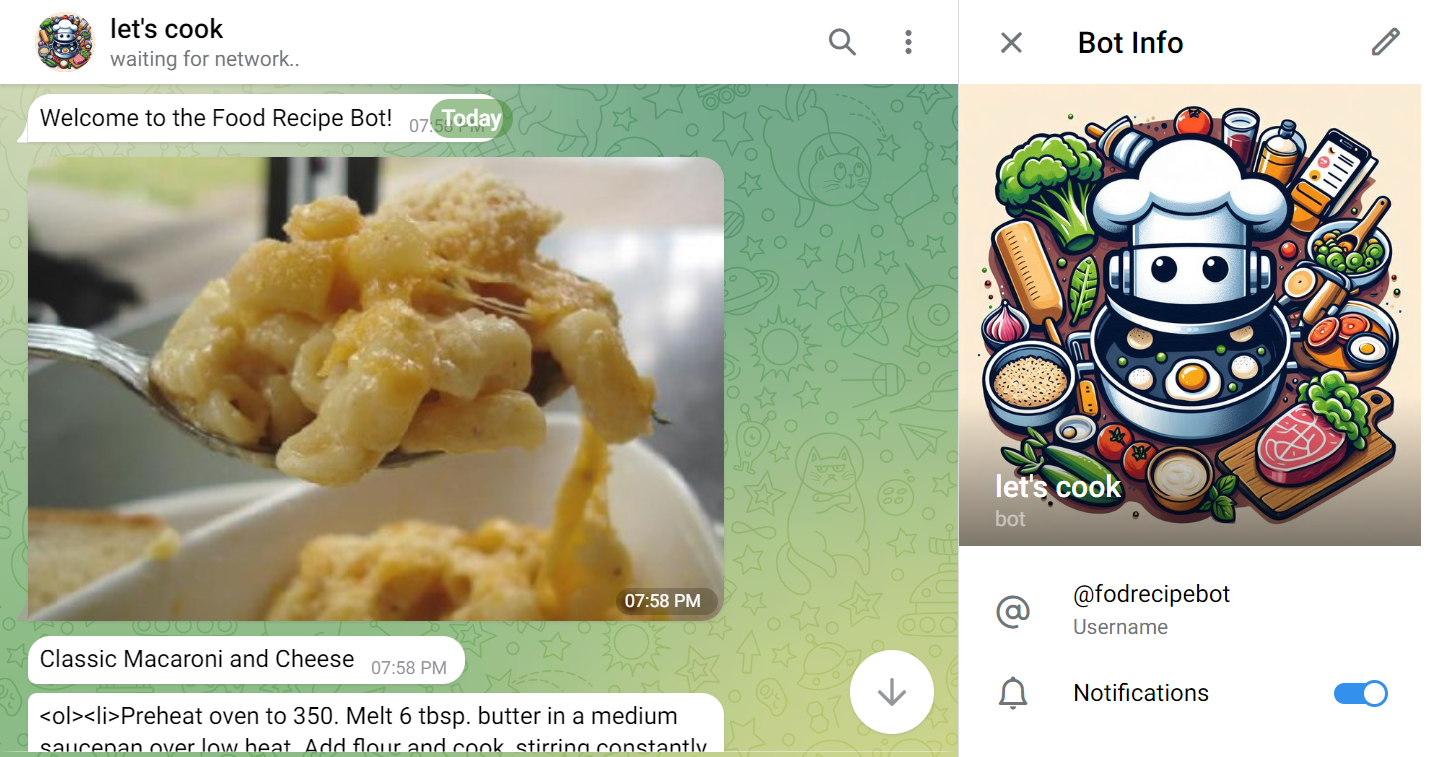 let's cook
waiting for network..
Today
Welcome to the Food Recipe Bot!
07:58 PM
07:58 PM
Classic Macaroni and Cheese 07:58 PM
<ol><li>Preheat oven to 350. Melt 6 tbsp. butter in a medium
saucepan over low heat. Add flour and cook, stirring constantly
Bot Info
let's cook
bot
@fodrecipebot
Username
Notifications